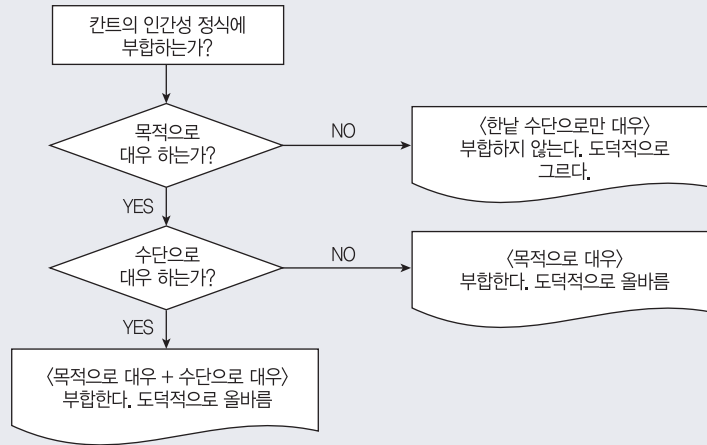 칸트의 인간성 정식에
부합하는가?
목적으로
대우 하는가?
NO
〈한낱 수단으로만 대우〉
부합하지 않는다. 도덕적으로
그르다.
YES
수단으로
대우 하는가?
NO
〈목적으로 대우〉
부합한다. 도덕적으로 올바름
YES
〈목적으로 대우 + 수단으로 대우〉
부합한다. 도덕적으로 올바름